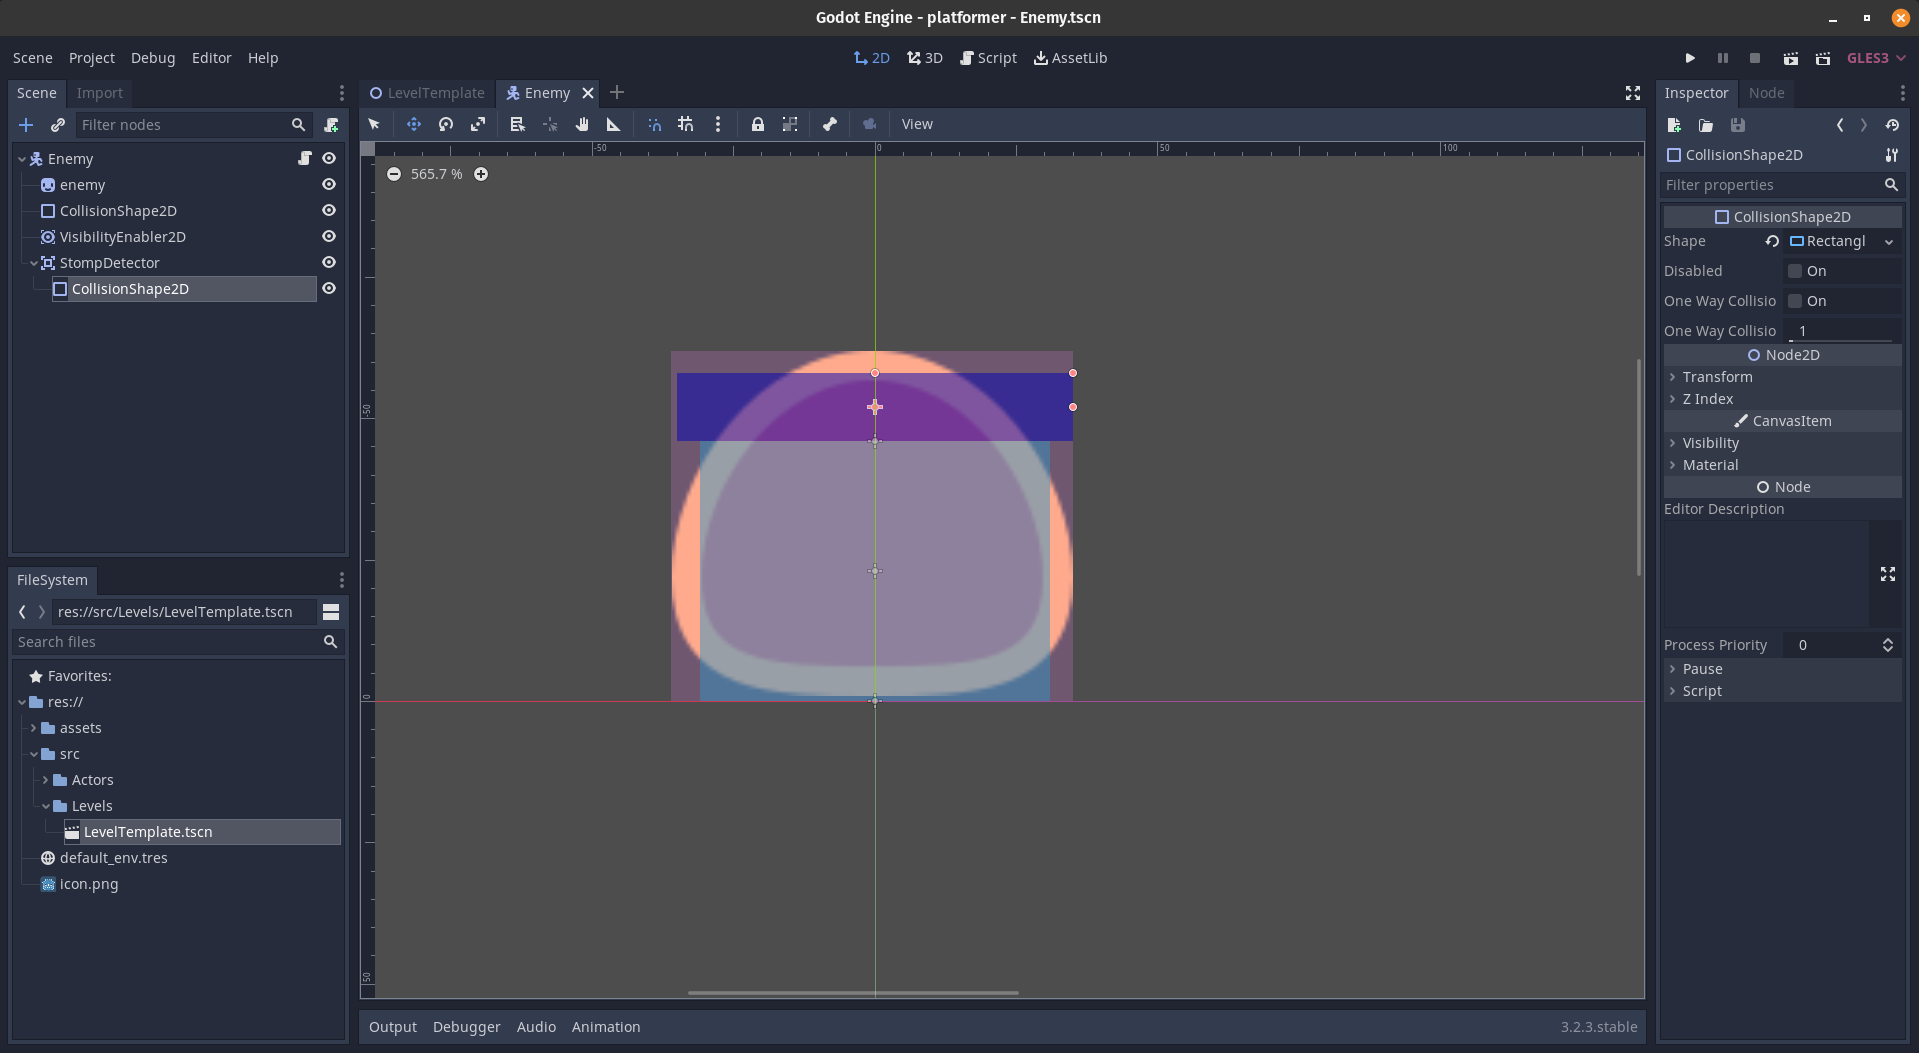 Godot Engine - platformer - Enemy.tscn
Scene Project Debug Editor Help
2D 3D Script AssetLib
GLES3
Scene Import
Filter nodes
Enemy
enemy
CollisionShape2D
VisibilityEnabler2D
StompDetector
CollisionShape2D
FileSystem
res://src/Levels/LevelTemplate.tscn
Search files
Favorites:
res://
assets
src
Actors
Levels
LevelTemplate.tscn
default_env.tres
icon.png
LevelTemplate Enemy
View
-50 0 50 100
565.7 %
-50
0
50
Output Debugger Audio Animation
3.2.3.stable
Inspector Node
CollisionShape2D
Filter properties
CollisionShape2D
Shape Rectangl
Disabled On
One Way Collisio On
One Way Collisio 1
Node2D
Transform
Z Index
CanvasItem
Visibility
Material
Node
Editor Description
Process Priority 0
Pause
Script